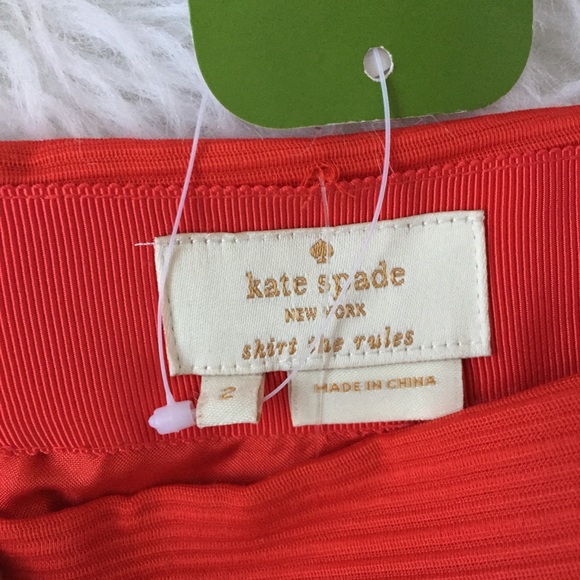 kate spade
NEW YORK
skirt the rules
2
MADE IN CHINA